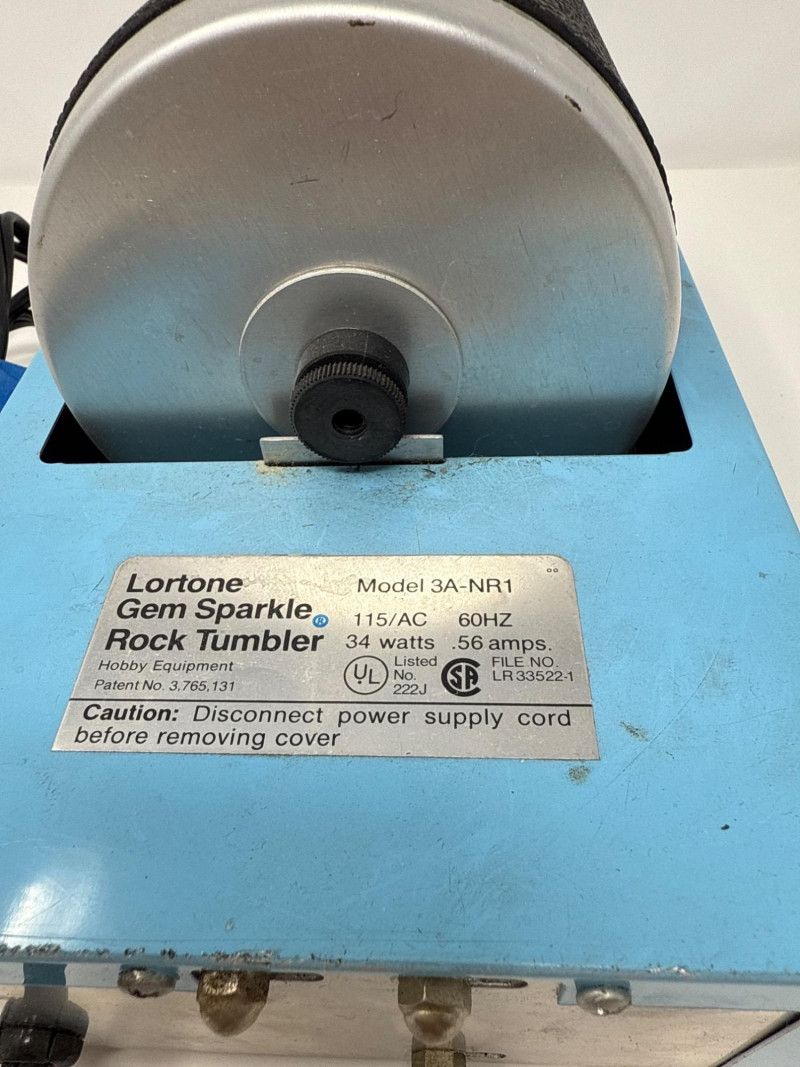 Lortone Model 3A-NR1
Gem Sparkle® 115/AC 60HZ
Rock Tumbler 34 watts .56 amps.
Hobby Equipment
Patent No. 3,765,131
UL Listed No. 222J
SA FILE NO. LR 33522-1
Caution: Disconnect power supply cord
before removing cover